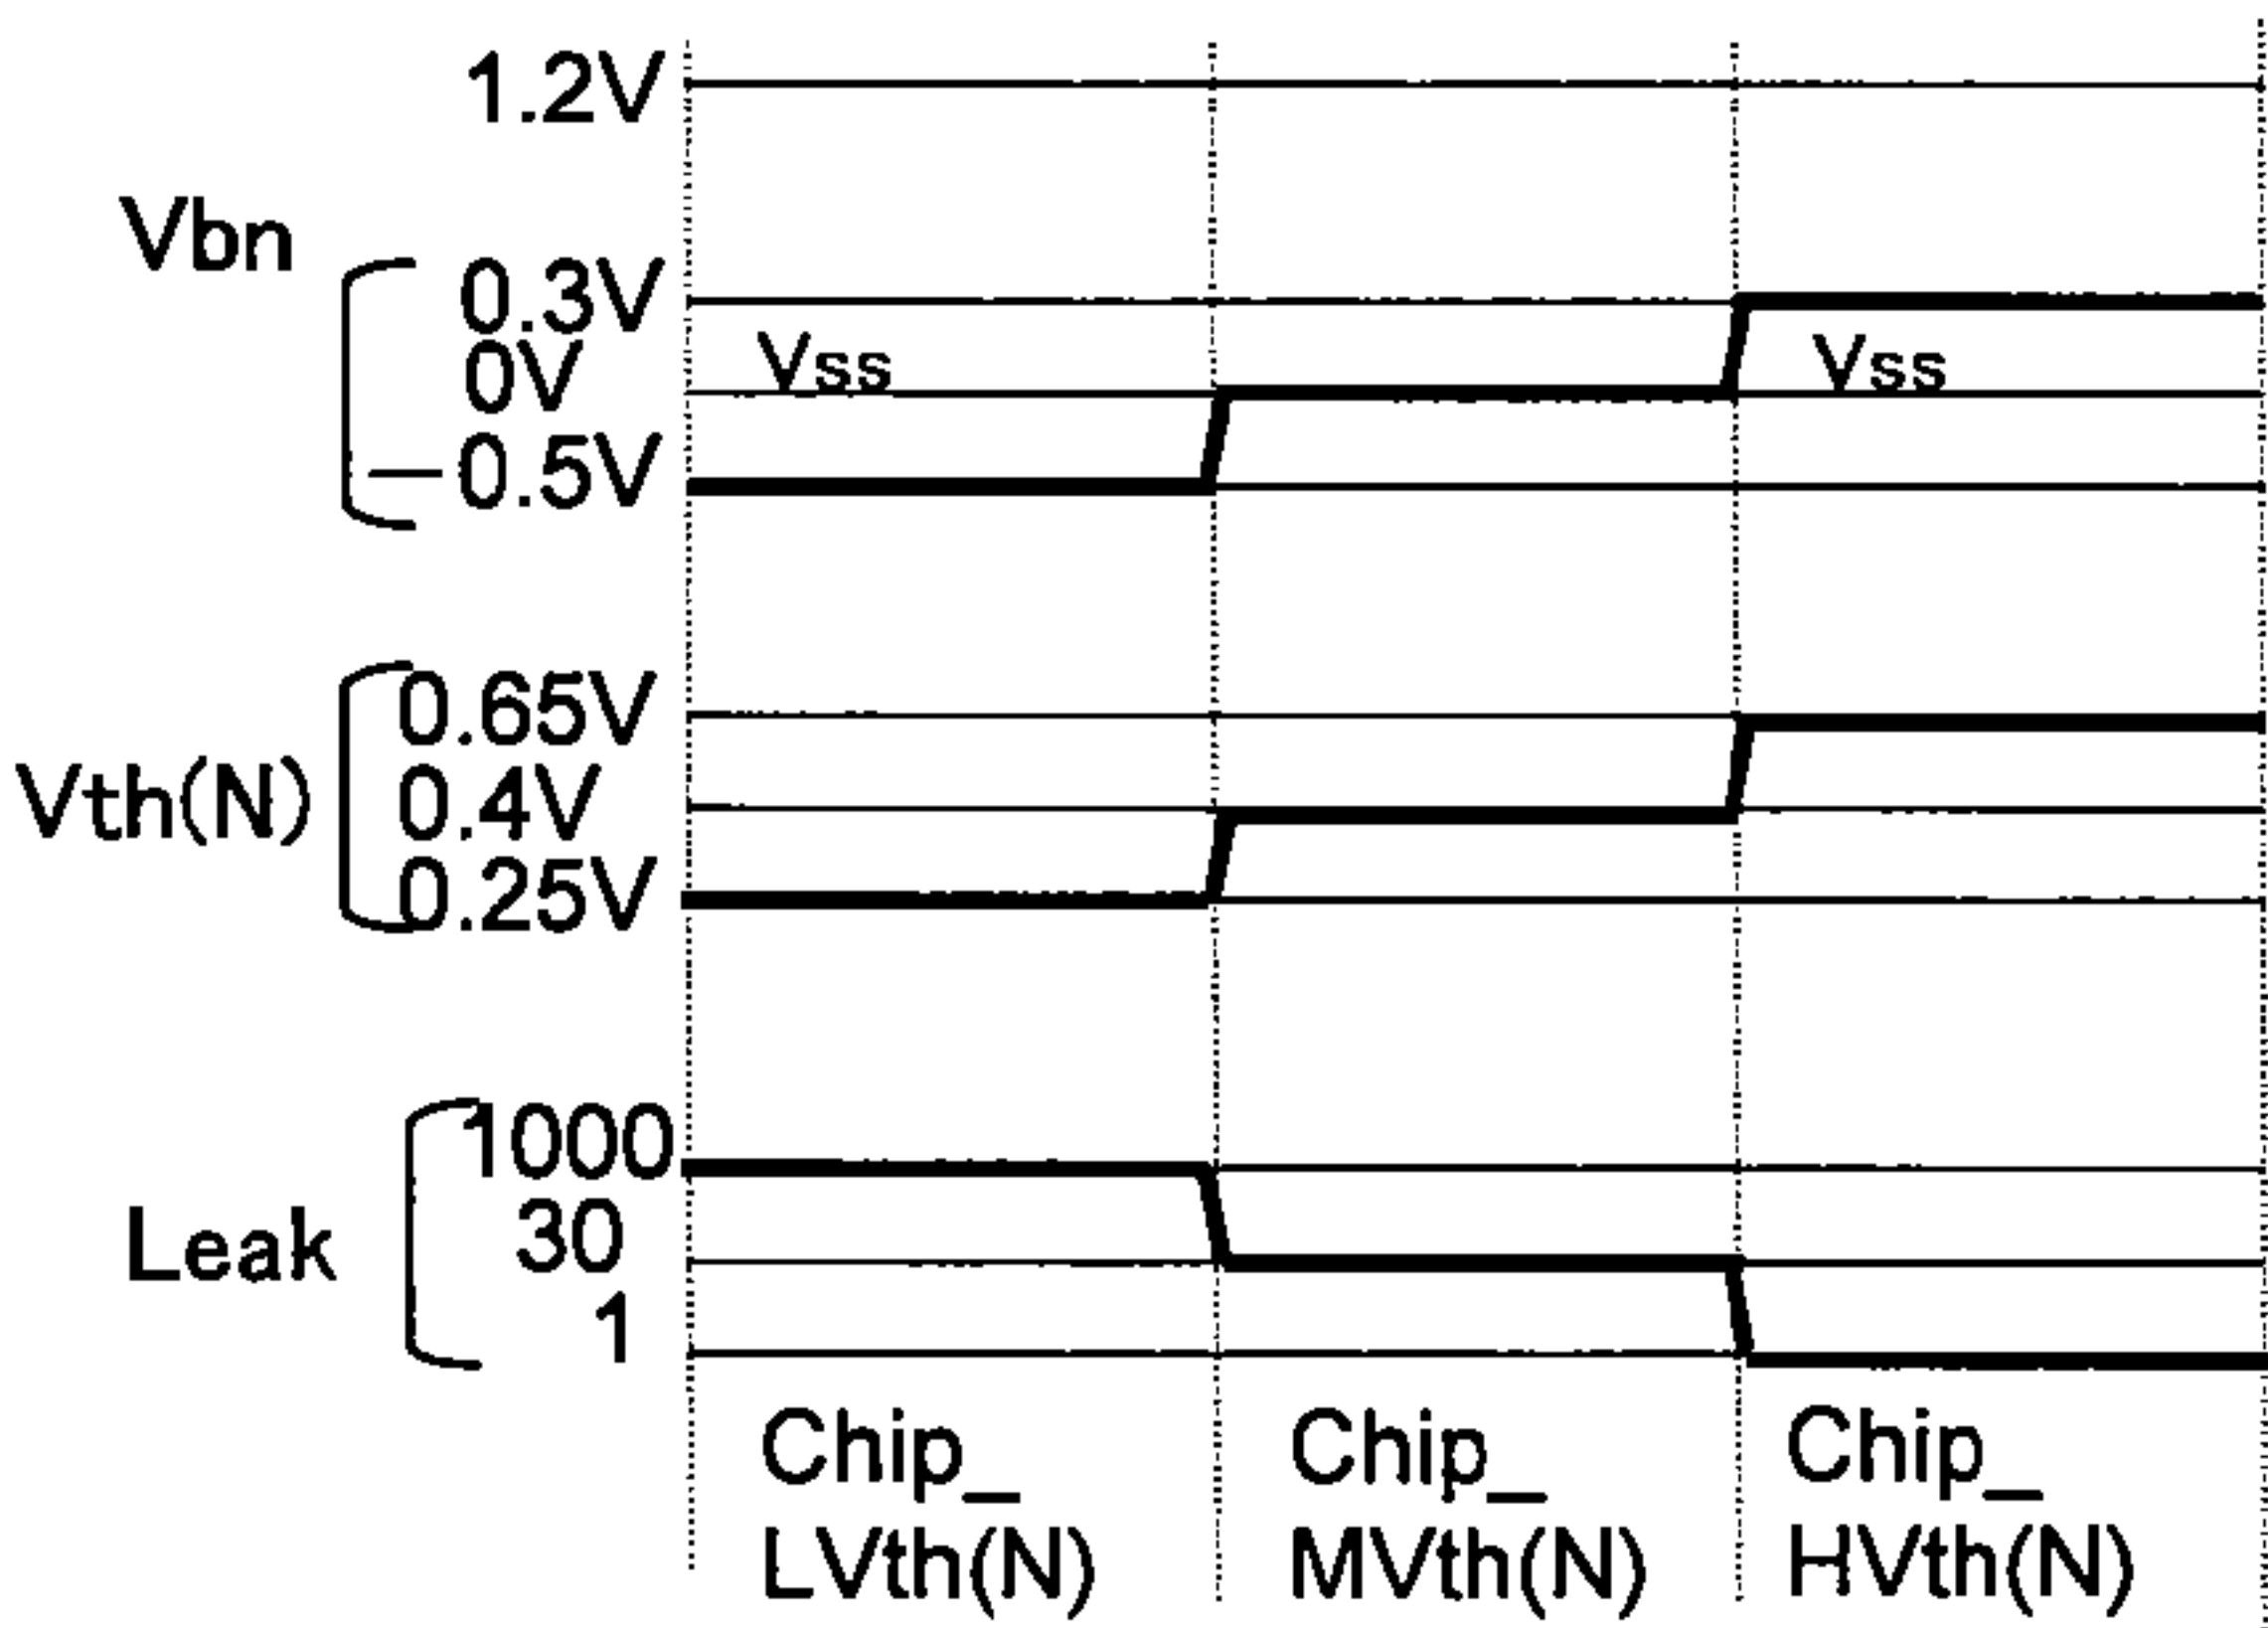 1.2V
Vbn
0.3V
0V Vss Vss
—0.5V
0.65V
Vth(N) 0.4V
0.25V
1000
Leak 30
1
Chip_ Chip_ Chip_
LVth(N) MVth(N) HVth(N)